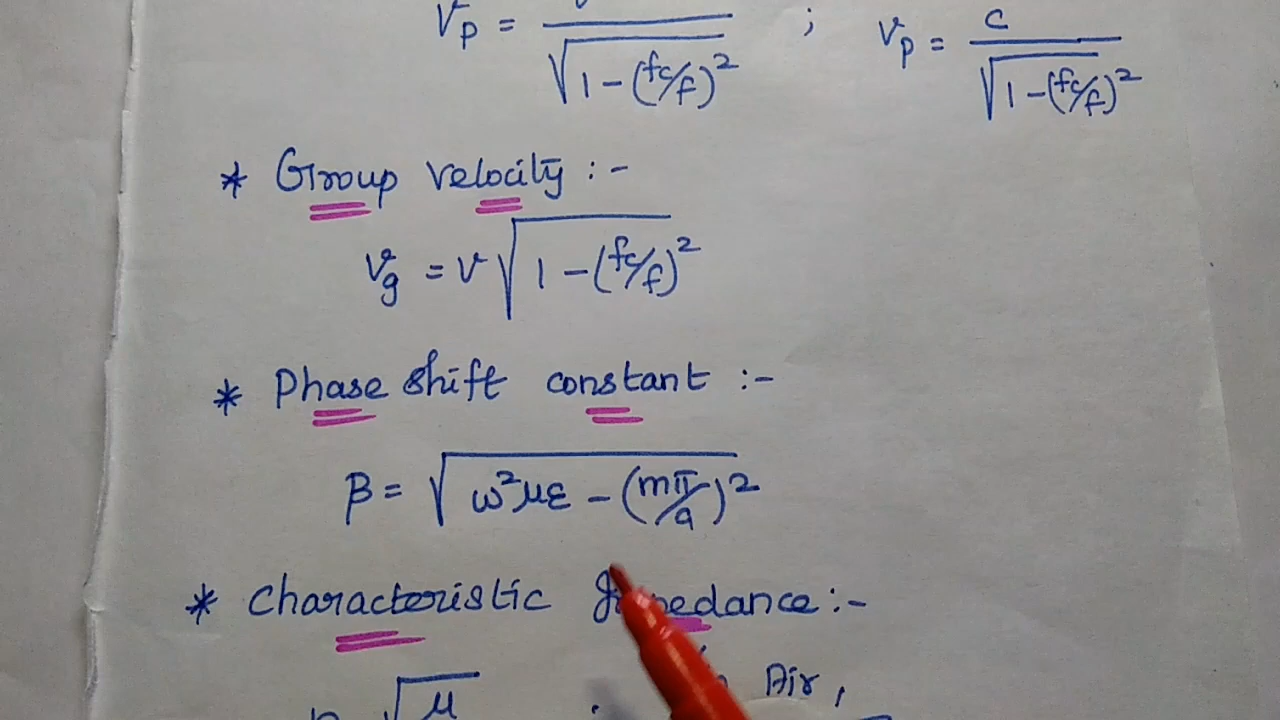 Vp = ——— / √1-(fc/f)² ; Vp = c / √1-(fc/f)²
* Group velocity :-
Vg = v √1-(fc/f)²
* Phase shift constant :-
β = √ω²με - (mπ/a)²
* Characteristic Impedance :-
√μ Air,